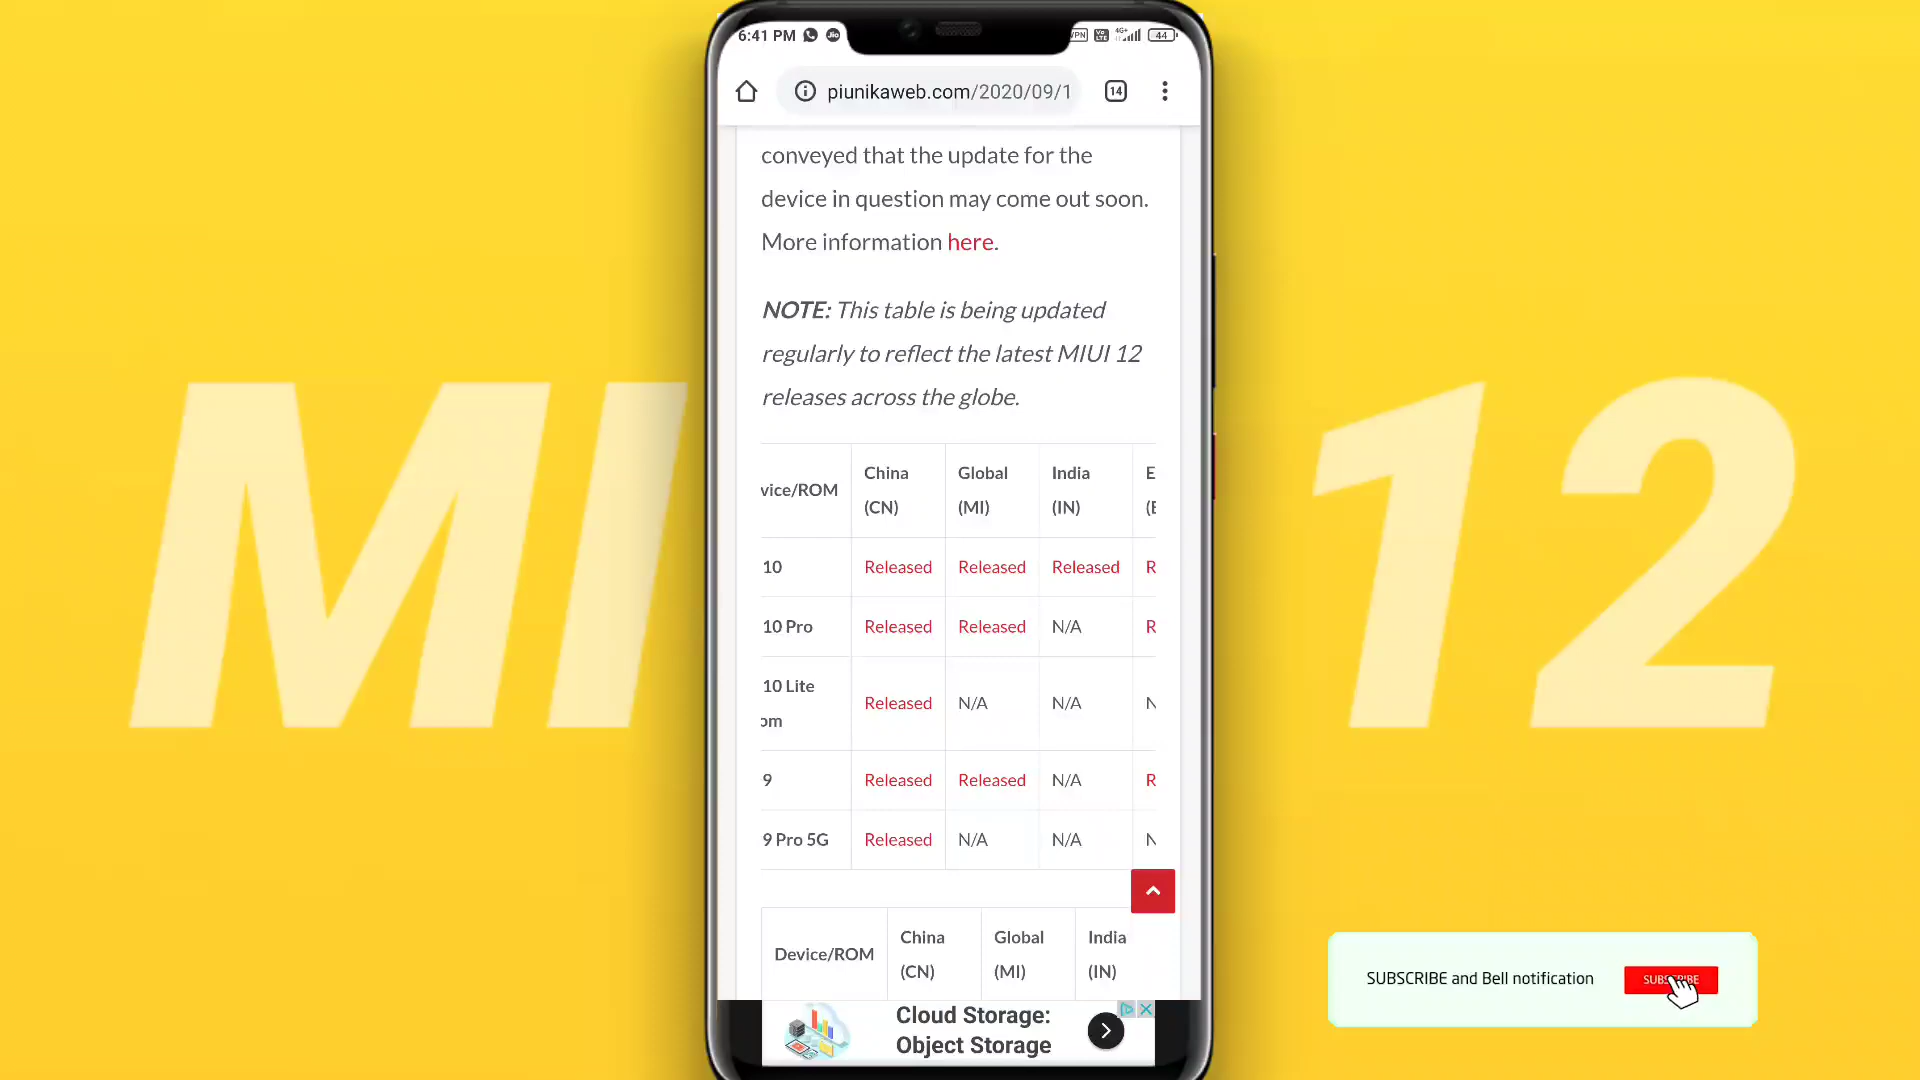 MI 12
6:41 PM
VPN
44
piunikaweb.com/2020/09/1
14
conveyed that the update for the
device in question may come out soon.
More information here.
NOTE: This table is being updated
regularly to reflect the latest MIUI 12
releases across the globe.
vice/ROM China (CN) Global (MI) India (IN) E
10 Released Released Released R
10 Pro Released Released N/A R
10 Lite
om Released N/A N/A N
9 Released Released N/A R
9 Pro 5G Released N/A N/A N
Device/ROM China (CN) Global (MI) India (IN)
Cloud Storage:
Object Storage
SUBSCRIBE and Bell notification